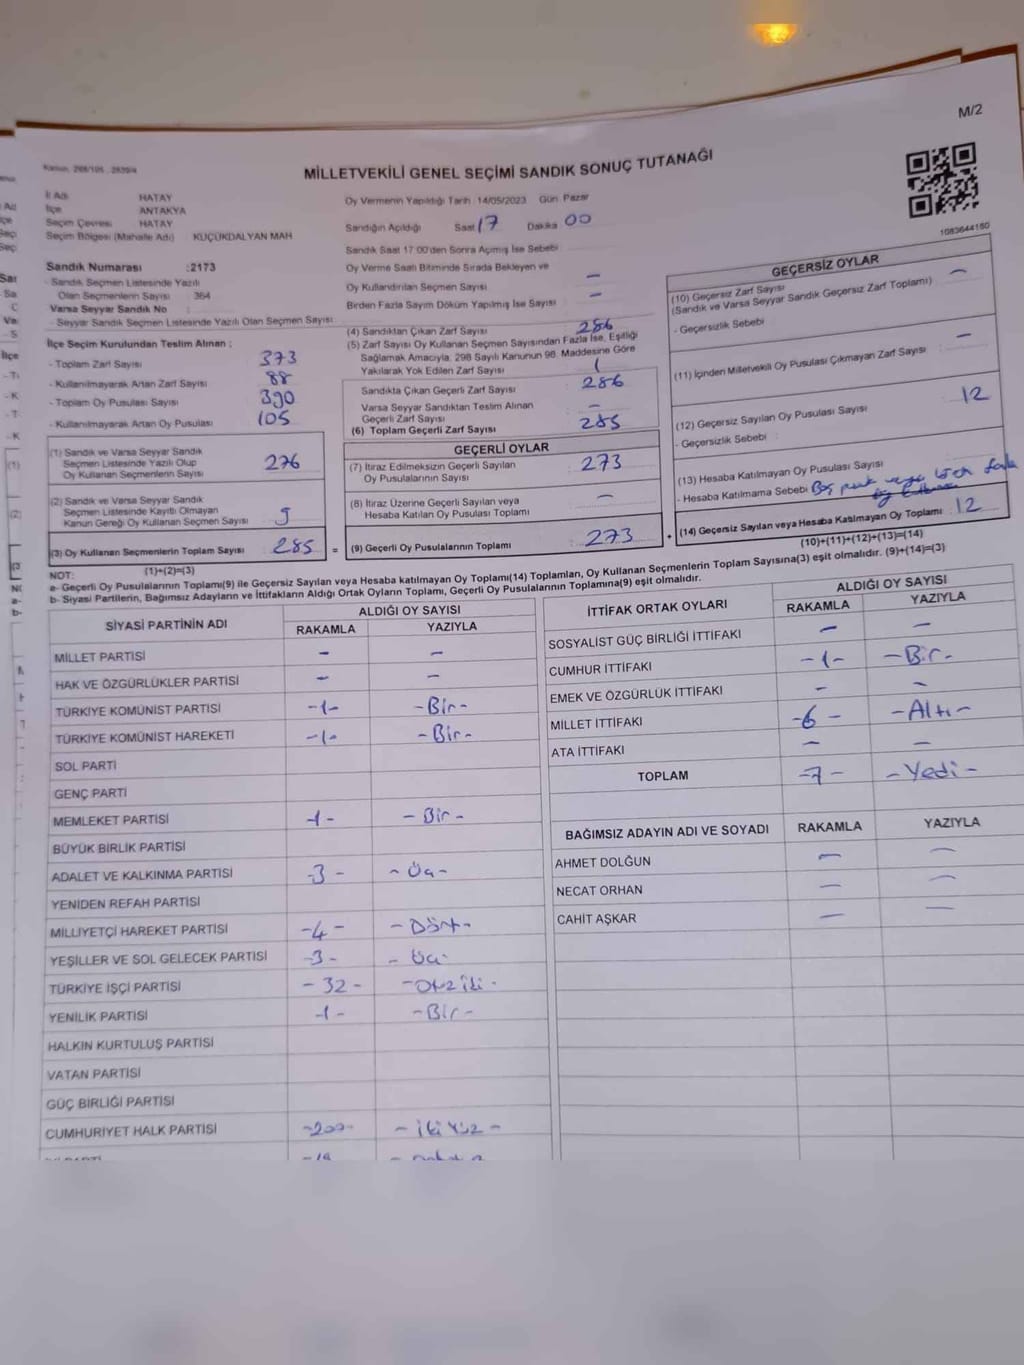 M/2
Kanun: 298/105 , 2839/4
MİLLETVEKİLİ GENEL SEÇİMİ SANDIK SONUÇ TUTANAĞI
1083644160
İl Adı HATAY
İlçe ANTAKYA
Seçim Çevresi HATAY
Seçim Bölgesi (Mahalle Adı) : KÜÇÜKDALYAN MAH
Sandık Numarası :2173
- Sandık Seçmen Listesinde Yazılı
Olan Seçmenlerin Sayısı : 364
Varsa Seyyar Sandık No :
- Seyyar Sandık Seçmen Listesinde Yazılı Olan Seçmen Sayısı :
İlçe Seçim Kurulundan Teslim Alınan ;
- Toplam Zarf Sayısı 373
- Kullanılmayarak Artan Zarf Sayısı 88
- Toplam Oy Pusulası Sayısı 390
- Kullanılmayarak Artan Oy Pusulası 105
(1) Sandık ve Varsa Seyyar Sandık
Seçmen Listesinde Yazılı Olup
Oy Kullanan Seçmenlerin Sayısı 276
(2) Sandık ve Varsa Seyyar Sandık
Seçmen Listesinde Kayıtlı Olmayan
Kanun Gereği Oy Kullanan Seçmen Sayısı 9
(3) Oy Kullanan Seçmenlerin Toplam Sayısı 285 =
(1)+(2)=(3)
Oy Vermenin Yapıldığı Tarih : 14/05/2023 Gün: Pazar
Sandığın Açıldığı Saat 17 Dakika 00
Sandık Saat 17:00'den Sonra Açımış İse Sebebi
Oy Verme Saati Bitiminde Sırada Bekleyen ve
Oy Kullandırılan Seçmen Sayısı : —
Birden Fazla Sayım Döküm Yapılmış İse Sayısı : —
(4) Sandıktan Çıkan Zarf Sayısı 286
(5) Zarf Sayısı Oy Kullanan Seçmen Sayısından Fazla İse, Eşitliği
Sağlamak Amacıyla, 298 Sayılı Kanunun 98. Maddesine Göre
Yakılarak Yok Edilen Zarf Sayısı 1
Sandıkta Çıkan Geçerli Zarf Sayısı : 286
Varsa Seyyar Sandıktan Teslim Alınan
Geçerli Zarf Sayısı : —
(6) Toplam Geçerli Zarf Sayısı : 285
GEÇERLİ OYLAR
(7) İtiraz Edilmeksizin Geçerli Sayılan
Oy Pusulalarının Sayısı : 273
(8) İtiraz Üzerine Geçerli Sayılan veya
Hesaba Katılan Oy Pusulası Toplamı : —
(9) Geçerli Oy Pusulalarının Toplamı : 273 +
GEÇERSİZ OYLAR
(10) Geçersiz Zarf Sayısı
(Sandık ve Varsa Seyyar Sandık Geçersiz Zarf Toplamı) : —
- Geçersizlik Sebebi
(11) İçinden Milletvekili Oy Pusulası Çıkmayan Zarf Sayısı : —
(12) Geçersiz Sayılan Oy Pusulası Sayısı : 12
- Geçersizlik Sebebi :
(13) Hesaba Katılmayan Oy Pusulası Sayısı
- Hesaba Katılmama Sebebi Boş
(14) Geçersiz Sayılan veya Hesaba Katılmayan Oy Toplamı : 12
(10)+(11)+(12)+(13)=(14)
NOT:
a- Geçerli Oy Pusulalarının Toplamı(9) ile Geçersiz Sayılan veya Hesaba katılmayan Oy Toplamı(14) Toplamları, Oy Kullanan Seçmenlerin Toplam Sayısına(3) eşit olmalıdır. (9)+(14)=(3)
b- Siyasi Partilerin, Bağımsız Adayların ve İttifakların Aldığı Ortak Oyların Toplamı, Geçerli Oy Pusulalarının Toplamına(9) eşit olmalıdır.
SİYASİ PARTİNİN ADI ALDIĞI OY SAYISI
RAKAMLA YAZIYLA
MİLLET PARTİSİ — —
HAK VE ÖZGÜRLÜKLER PARTİSİ — —
TÜRKİYE KOMÜNİST PARTİSİ -1- -Bir-
TÜRKİYE KOMÜNİST HAREKETİ -1- -Bir-
SOL PARTİ
GENÇ PARTİ
MEMLEKET PARTİSİ -1- -Bir-
BÜYÜK BİRLİK PARTİSİ
ADALET VE KALKINMA PARTİSİ -3- -Üç-
YENİDEN REFAH PARTİSİ
MİLLİYETÇİ HAREKET PARTİSİ -4- -Dört-
YEŞİLLER VE SOL GELECEK PARTİSİ -3- -Üç-
TÜRKİYE İŞÇİ PARTİSİ -32- -Otuz iki-
YENİLİK PARTİSİ -1- -Bir-
HALKIN KURTULUŞ PARTİSİ
VATAN PARTİSİ
GÜÇ BİRLİĞİ PARTİSİ
CUMHURİYET HALK PARTİSİ -200- -iki Yüz-
İTTİFAK ORTAK OYLARI ALDIĞI OY SAYISI
RAKAMLA YAZIYLA
SOSYALİST GÜÇ BİRLİĞİ İTTİFAKI — —
CUMHUR İTTİFAKI -1- -Bir-
EMEK VE ÖZGÜRLÜK İTTİFAKI — —
MİLLET İTTİFAKI -6- -Altı-
ATA İTTİFAKI — —
TOPLAM -7- -Yedi-
BAĞIMSIZ ADAYIN ADI VE SOYADI RAKAMLA YAZIYLA
AHMET DOLĞUN — —
NECAT ORHAN — —
CAHİT AŞKAR — —